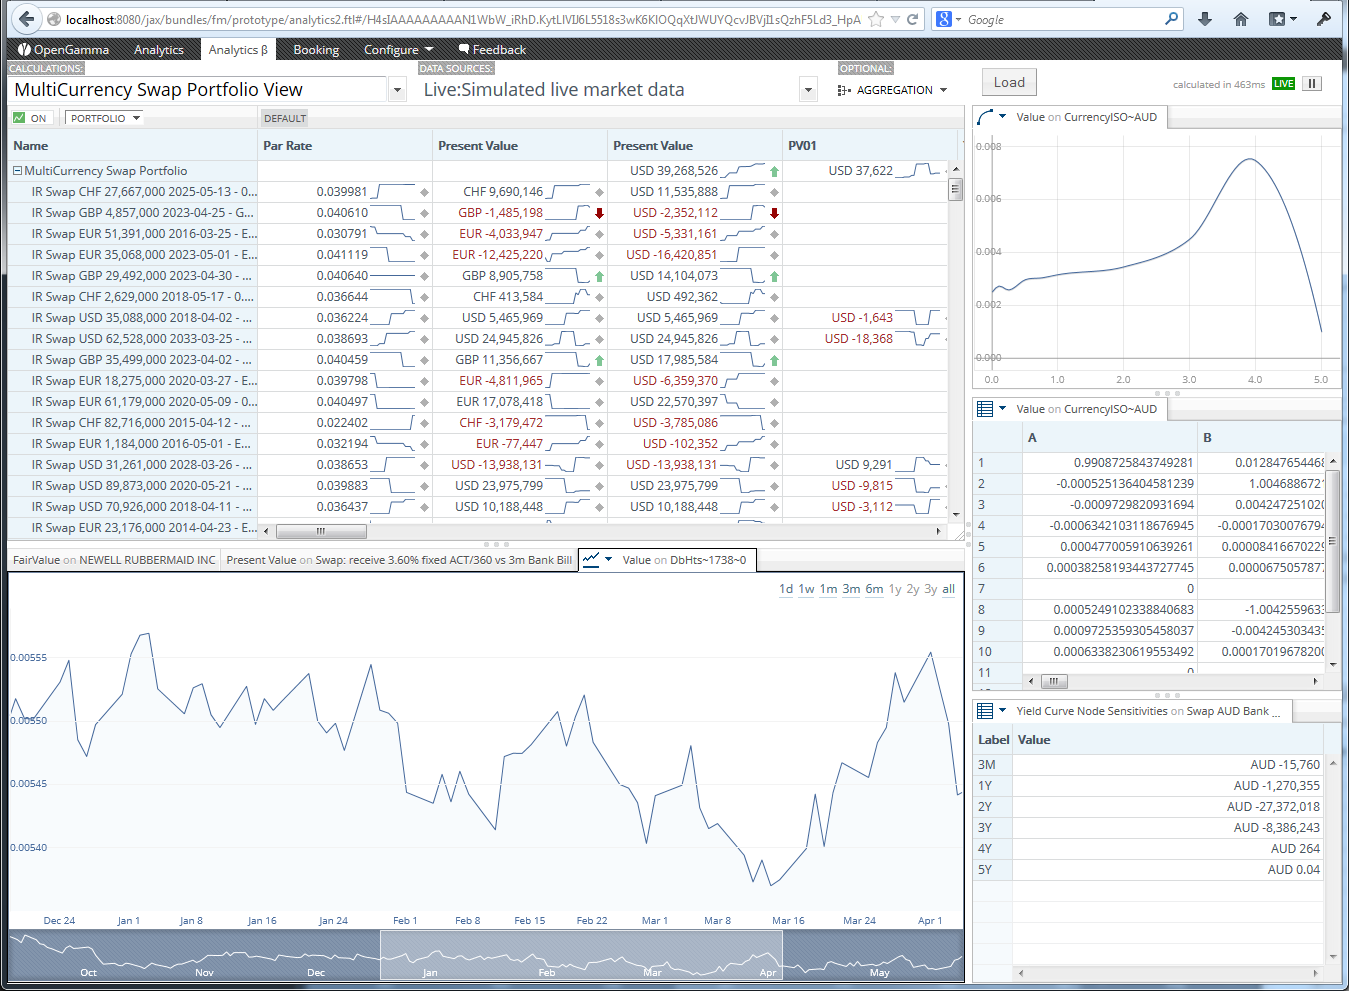 localhost:8080/jax/bundles/fm/prototype/analytics2.ftl#/H4sIAAAAAAAAAN1WbW_iRhD.KytLIVIJ6L5518s3wK6KIOQqXtJWUYQcvJBVjI1sQzhF5Ld3_HpA
Google
OpenGamma Analytics Analytics β Booking Configure Feedback
CALCULATIONS: DATA SOURCES: OPTIONAL:
MultiCurrency Swap Portfolio View Live:Simulated live market data AGGREGATION Load calculated in 463ms LIVE
ON PORTFOLIO DEFAULT
Name Par Rate Present Value Present Value PV01
MultiCurrency Swap Portfolio USD 39,268,526 USD 37,622
IR Swap CHF 27,667,000 2025-05-13 - 0... 0.039981 CHF 9,690,146 USD 11,535,888
IR Swap GBP 4,857,000 2023-04-25 - G... 0.040610 GBP -1,485,198 USD -2,352,112
IR Swap EUR 51,391,000 2016-03-25 - E... 0.030791 EUR -4,033,947 USD -5,331,161
IR Swap EUR 35,068,000 2023-05-01 - E... 0.041119 EUR -12,425,220 USD -16,420,851
IR Swap GBP 29,492,000 2023-04-30 - ... 0.040640 GBP 8,905,758 USD 14,104,073
IR Swap CHF 2,629,000 2018-05-17 - 0.... 0.036644 CHF 413,584 USD 492,362
IR Swap USD 35,088,000 2018-04-02 - ... 0.036224 USD 5,465,969 USD 5,465,969 USD -1,643
IR Swap USD 62,528,000 2033-03-25 - ... 0.038693 USD 24,945,826 USD 24,945,826 USD -18,368
IR Swap GBP 35,499,000 2023-04-02 - ... 0.040459 GBP 11,356,667 USD 17,985,584
IR Swap EUR 18,275,000 2020-03-27 - E... 0.039798 EUR -4,811,965 USD -6,359,370
IR Swap EUR 61,179,000 2020-05-09 - 0... 0.040497 EUR 17,078,418 USD 22,570,397
IR Swap CHF 82,716,000 2015-04-12 - ... 0.022402 CHF -3,179,472 USD -3,785,086
IR Swap EUR 1,184,000 2016-05-01 - E... 0.032194 EUR -77,447 USD -102,352
IR Swap USD 31,261,000 2028-03-26 - ... 0.038653 USD -13,938,131 USD -13,938,131 USD 9,291
IR Swap USD 89,873,000 2020-05-21 - ... 0.039883 USD 23,975,799 USD 23,975,799 USD -9,815
IR Swap USD 70,926,000 2018-04-11 - ... 0.036437 USD 10,188,448 USD 10,188,448 USD -3,112
IR Swap EUR 23,176,000 2014-04-23 - E...
FairValue on NEWELL RUBBERMAID INC Present Value on Swap: receive 3.60% fixed ACT/360 vs 3m Bank Bill Value on DbHts~1738~0
1d 1w 1m 3m 6m 1y 2y 3y all
0.00555
0.00550
0.00545
0.00540
Dec 24 Jan 1 Jan 8 Jan 16 Jan 24 Feb 1 Feb 8 Feb 15 Feb 22 Mar 1 Mar 8 Mar 16 Mar 24 Apr 1
Oct Nov Dec Jan Feb Mar Apr May
Value on CurrencyISO~AUD
0.008
0.006
0.004
0.002
0.000
0.0 1.0 2.0 3.0 4.0 5.0
Value on CurrencyISO~AUD
A B
1 0.9908725843749281 0.012847654468
2 -0.000525136404581239 1.0046886721
3 -0.0009729820931694 0.004247251020
4 -0.0006342103118676945 -0.00017030076794
5 0.000477005910639261 0.00008416670229
6 0.00038258193443727745 0.0000675057877
7 0
8 0.0005249102338840683 -1.0042559633
9 0.0009725359305458037 -0.004245303435
10 0.0006338230619553492 0.00017019678200
11 0
Yield Curve Node Sensitivities on Swap AUD Bank ...
Label Value
3M AUD -15,760
1Y AUD -1,270,355
2Y AUD -27,372,018
3Y AUD -8,386,243
4Y AUD 264
5Y AUD 0.04